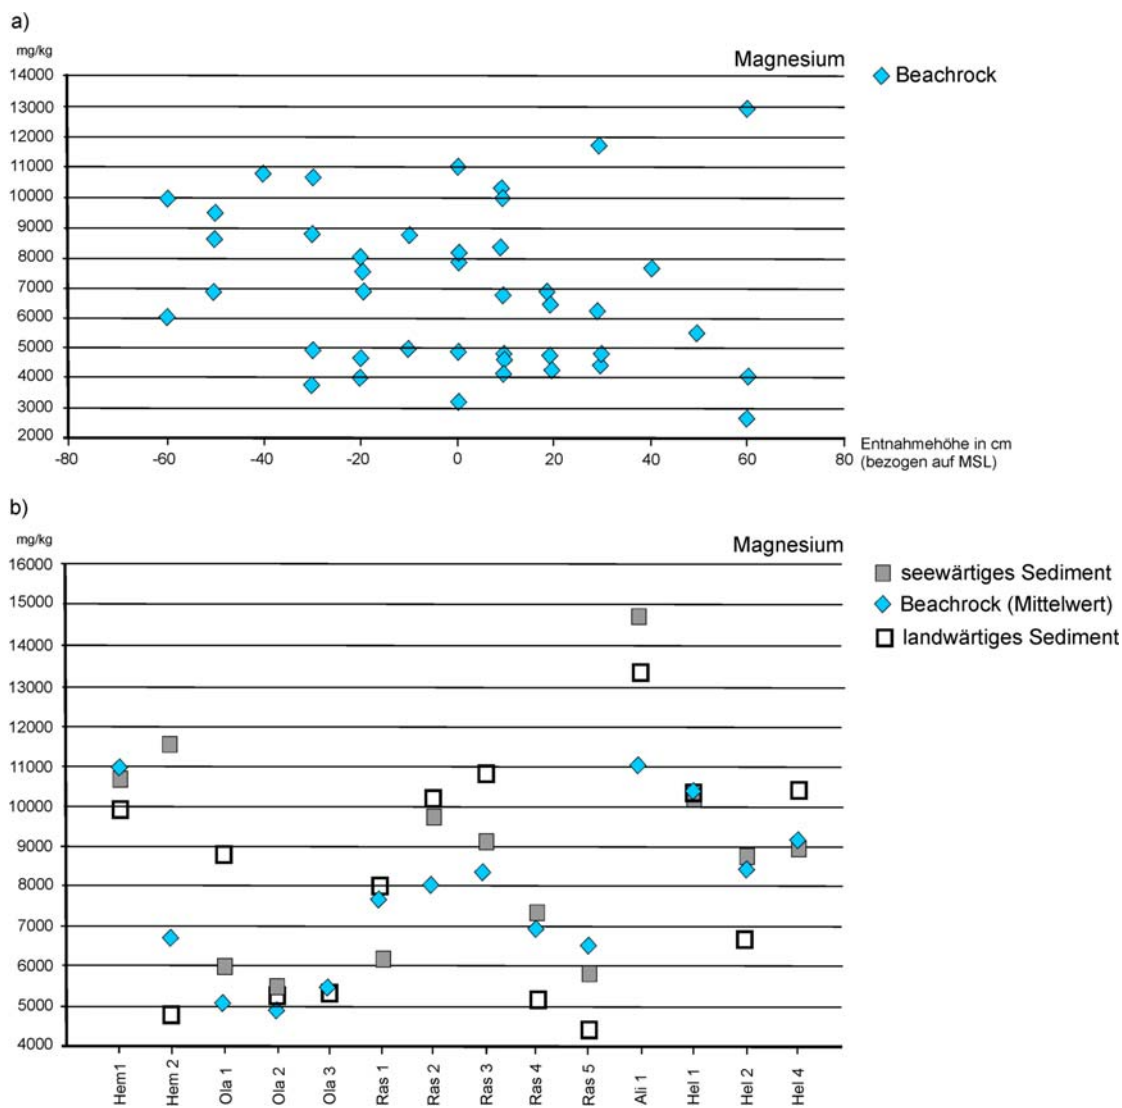 a)
mg/kg
Magnesium
Beachrock
14000
13000
12000
11000
10000
9000
8000
7000
6000
5000
4000
3000
2000
-80 -60 -40 -20 0 20 40 60 80
Entnahmehöhe in cm
(bezogen auf MSL)
b)
mg/kg
Magnesium
seewärtiges Sediment
Beachrock (Mittelwert)
landwärtiges Sediment
16000
15000
14000
13000
12000
11000
10000
9000
8000
7000
6000
5000
4000
Hem1 Hem 2 Ola 1 Ola 2 Ola 3 Ras 1 Ras 2 Ras 3 Ras 4 Ras 5 Ali 1 Hel 1 Hel 2 Hel 4